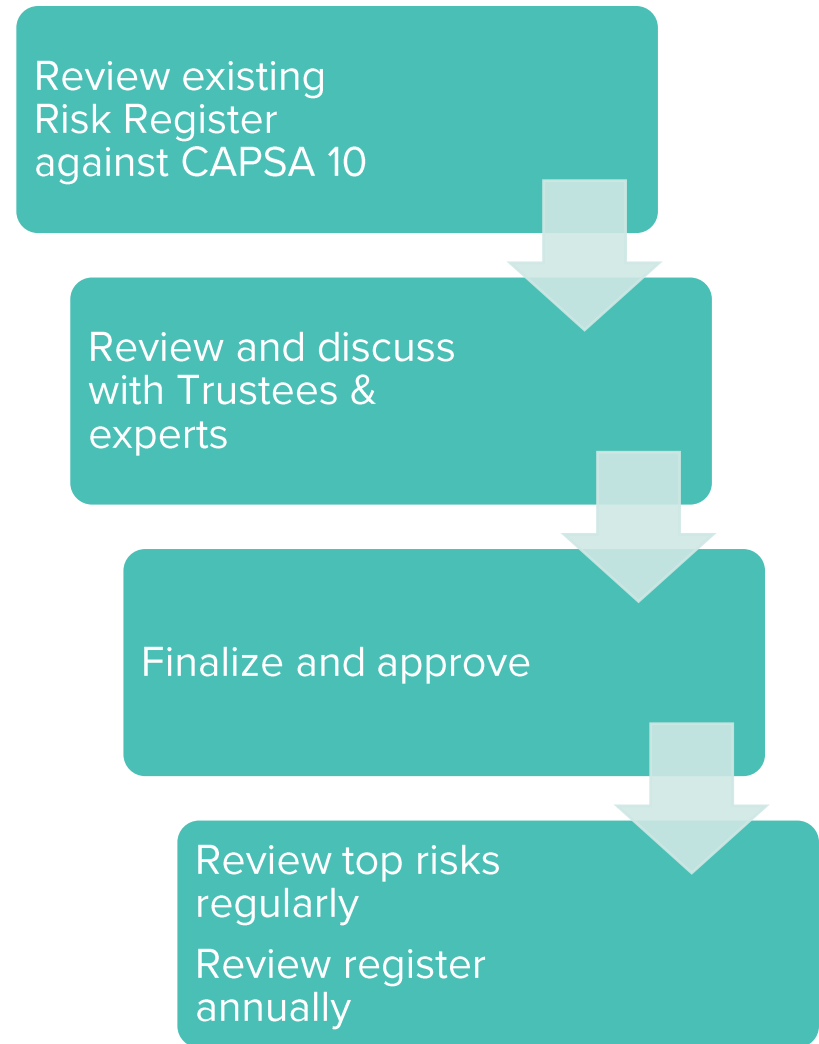 Review existing
Risk Register
against CAPSA 10
Review and discuss
with Trustees &
experts
Finalize and approve
Review top risks
regularly
Review register
annually